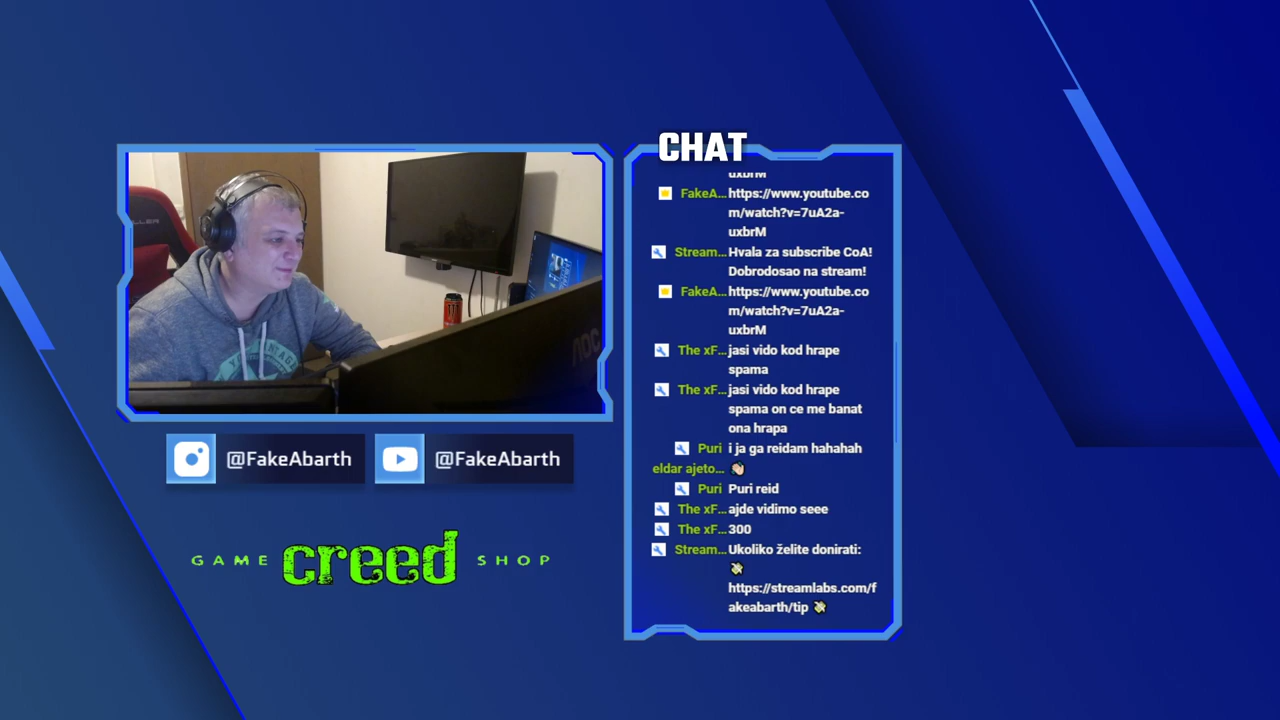 CHAT
uxbrM
FakeA... https://www.youtube.co
m/watch?v=7uA2a-
uxbrM
Stream... Hvala za subscribe CoA!
Dobrodosao na stream!
FakeA... https://www.youtube.co
m/watch?v=7uA2a-
uxbrM
The xF... jasi vido kod hrape
spama
The xF... jasi vido kod hrape
spama on ce me banat
ona hrapa
Puri i ja ga reidam hahahah
eldar ajeto... 👏🏻
Puri Puri reid
The xF... ajde vidimo seee
The xF... 300
Stream... Ukoliko želite donirati:
💸
https://streamlabs.com/f
akeabarth/tip 💸
AOC
@FakeAbarth
@FakeAbarth
GAME creed SHOP